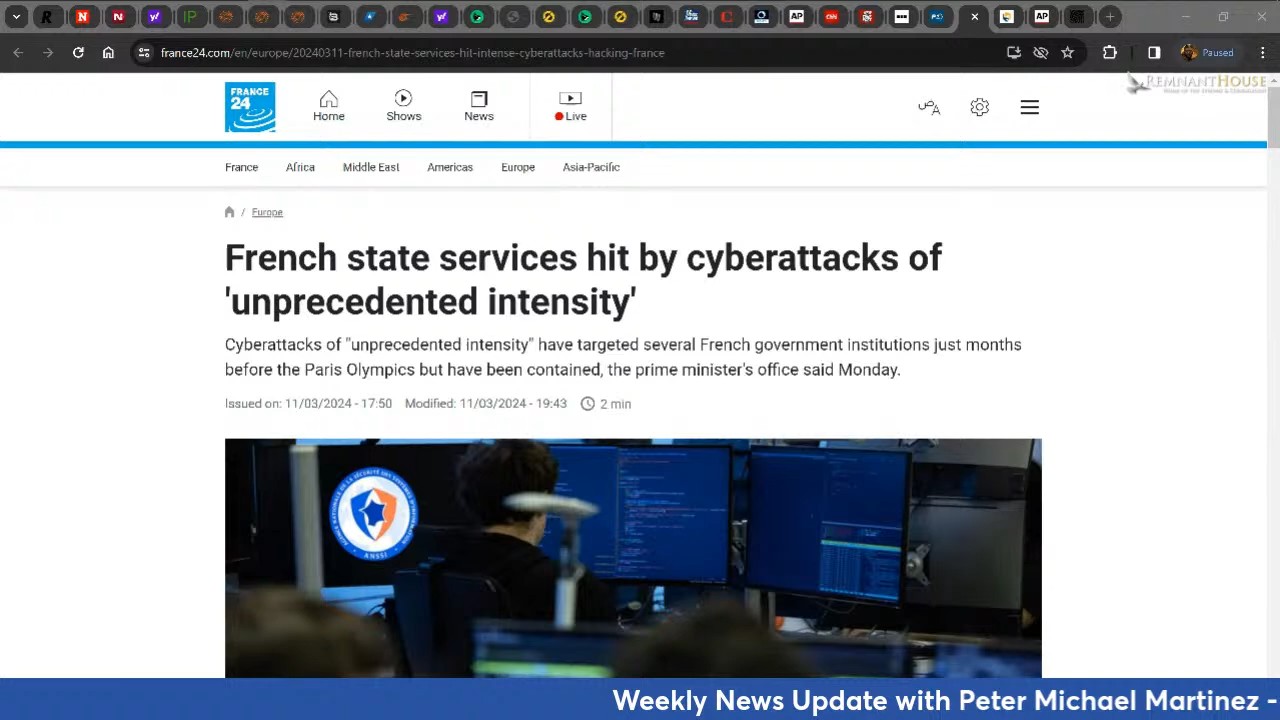 france24.com/en/europe/20240311-french-state-services-hit-intense-cyberattacks-hacking-france
Paused
REMNANTHOUSE
FRANCE 24
Home
Shows
News
Live
France
Africa
Middle East
Americas
Europe
Asia-Pacific
/ Europe
French state services hit by cyberattacks of
'unprecedented intensity'
Cyberattacks of "unprecedented intensity" have targeted several French government institutions just months
before the Paris Olympics but have been contained, the prime minister's office said Monday.
Issued on: 11/03/2024 - 17:50 Modified: 11/03/2024 - 19:43 2 min
ANSSI
Weekly News Update with Peter Michael Martinez -